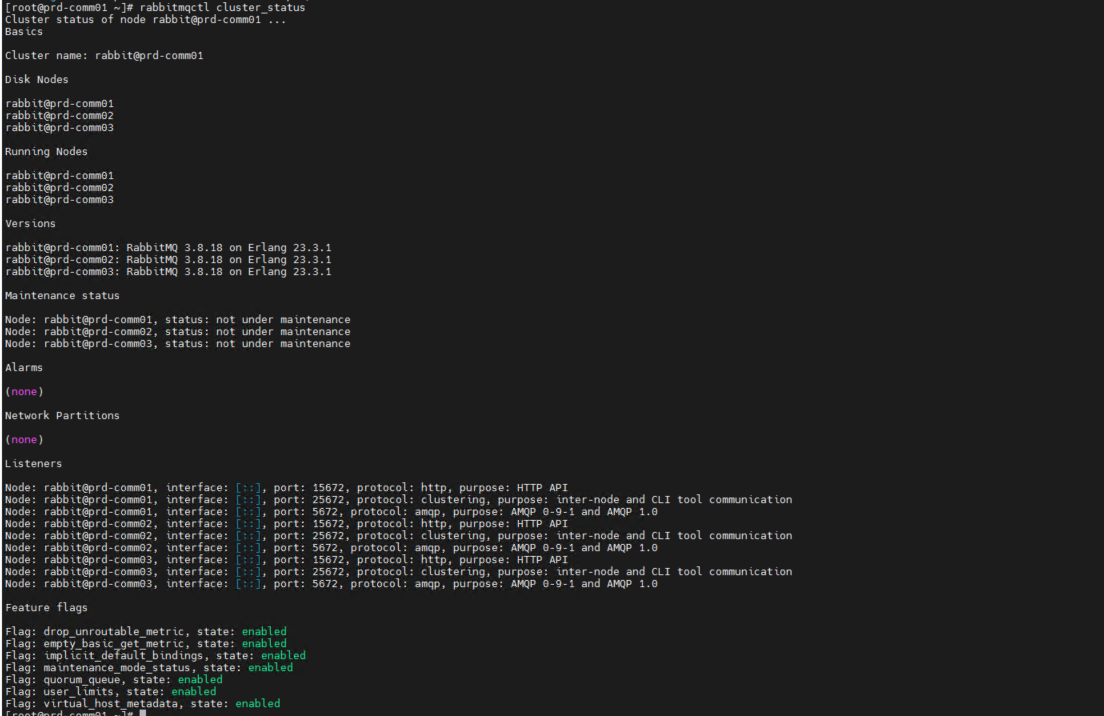 [root@prd-comm01 ~]# rabbitmqctl cluster_status
Cluster status of node rabbit@prd-comm01 ...
Basics
Cluster name: rabbit@prd-comm01
Disk Nodes
rabbit@prd-comm01
rabbit@prd-comm02
rabbit@prd-comm03
Running Nodes
rabbit@prd-comm01
rabbit@prd-comm02
rabbit@prd-comm03
Versions
rabbit@prd-comm01: RabbitMQ 3.8.18 on Erlang 23.3.1
rabbit@prd-comm02: RabbitMQ 3.8.18 on Erlang 23.3.1
rabbit@prd-comm03: RabbitMQ 3.8.18 on Erlang 23.3.1
Maintenance status
Node: rabbit@prd-comm01, status: not under maintenance
Node: rabbit@prd-comm02, status: not under maintenance
Node: rabbit@prd-comm03, status: not under maintenance
Alarms
(none)
Network Partitions
(none)
Listeners
Node: rabbit@prd-comm01, interface: [::], port: 15672, protocol: http, purpose: HTTP API
Node: rabbit@prd-comm01, interface: [::], port: 25672, protocol: clustering, purpose: inter-node and CLI tool communication
Node: rabbit@prd-comm01, interface: [::], port: 5672, protocol: amqp, purpose: AMQP 0-9-1 and AMQP 1.0
Node: rabbit@prd-comm02, interface: [::], port: 15672, protocol: http, purpose: HTTP API
Node: rabbit@prd-comm02, interface: [::], port: 25672, protocol: clustering, purpose: inter-node and CLI tool communication
Node: rabbit@prd-comm02, interface: [::], port: 5672, protocol: amqp, purpose: AMQP 0-9-1 and AMQP 1.0
Node: rabbit@prd-comm03, interface: [::], port: 15672, protocol: http, purpose: HTTP API
Node: rabbit@prd-comm03, interface: [::], port: 25672, protocol: clustering, purpose: inter-node and CLI tool communication
Node: rabbit@prd-comm03, interface: [::], port: 5672, protocol: amqp, purpose: AMQP 0-9-1 and AMQP 1.0
Feature flags
Flag: drop_unroutable_metric, state: enabled
Flag: empty_basic_get_metric, state: enabled
Flag: implicit_default_bindings, state: enabled
Flag: maintenance_mode_status, state: enabled
Flag: quorum_queue, state: enabled
Flag: user_limits, state: enabled
Flag: virtual_host_metadata, state: enabled
[root@prd-comm01 ~]#